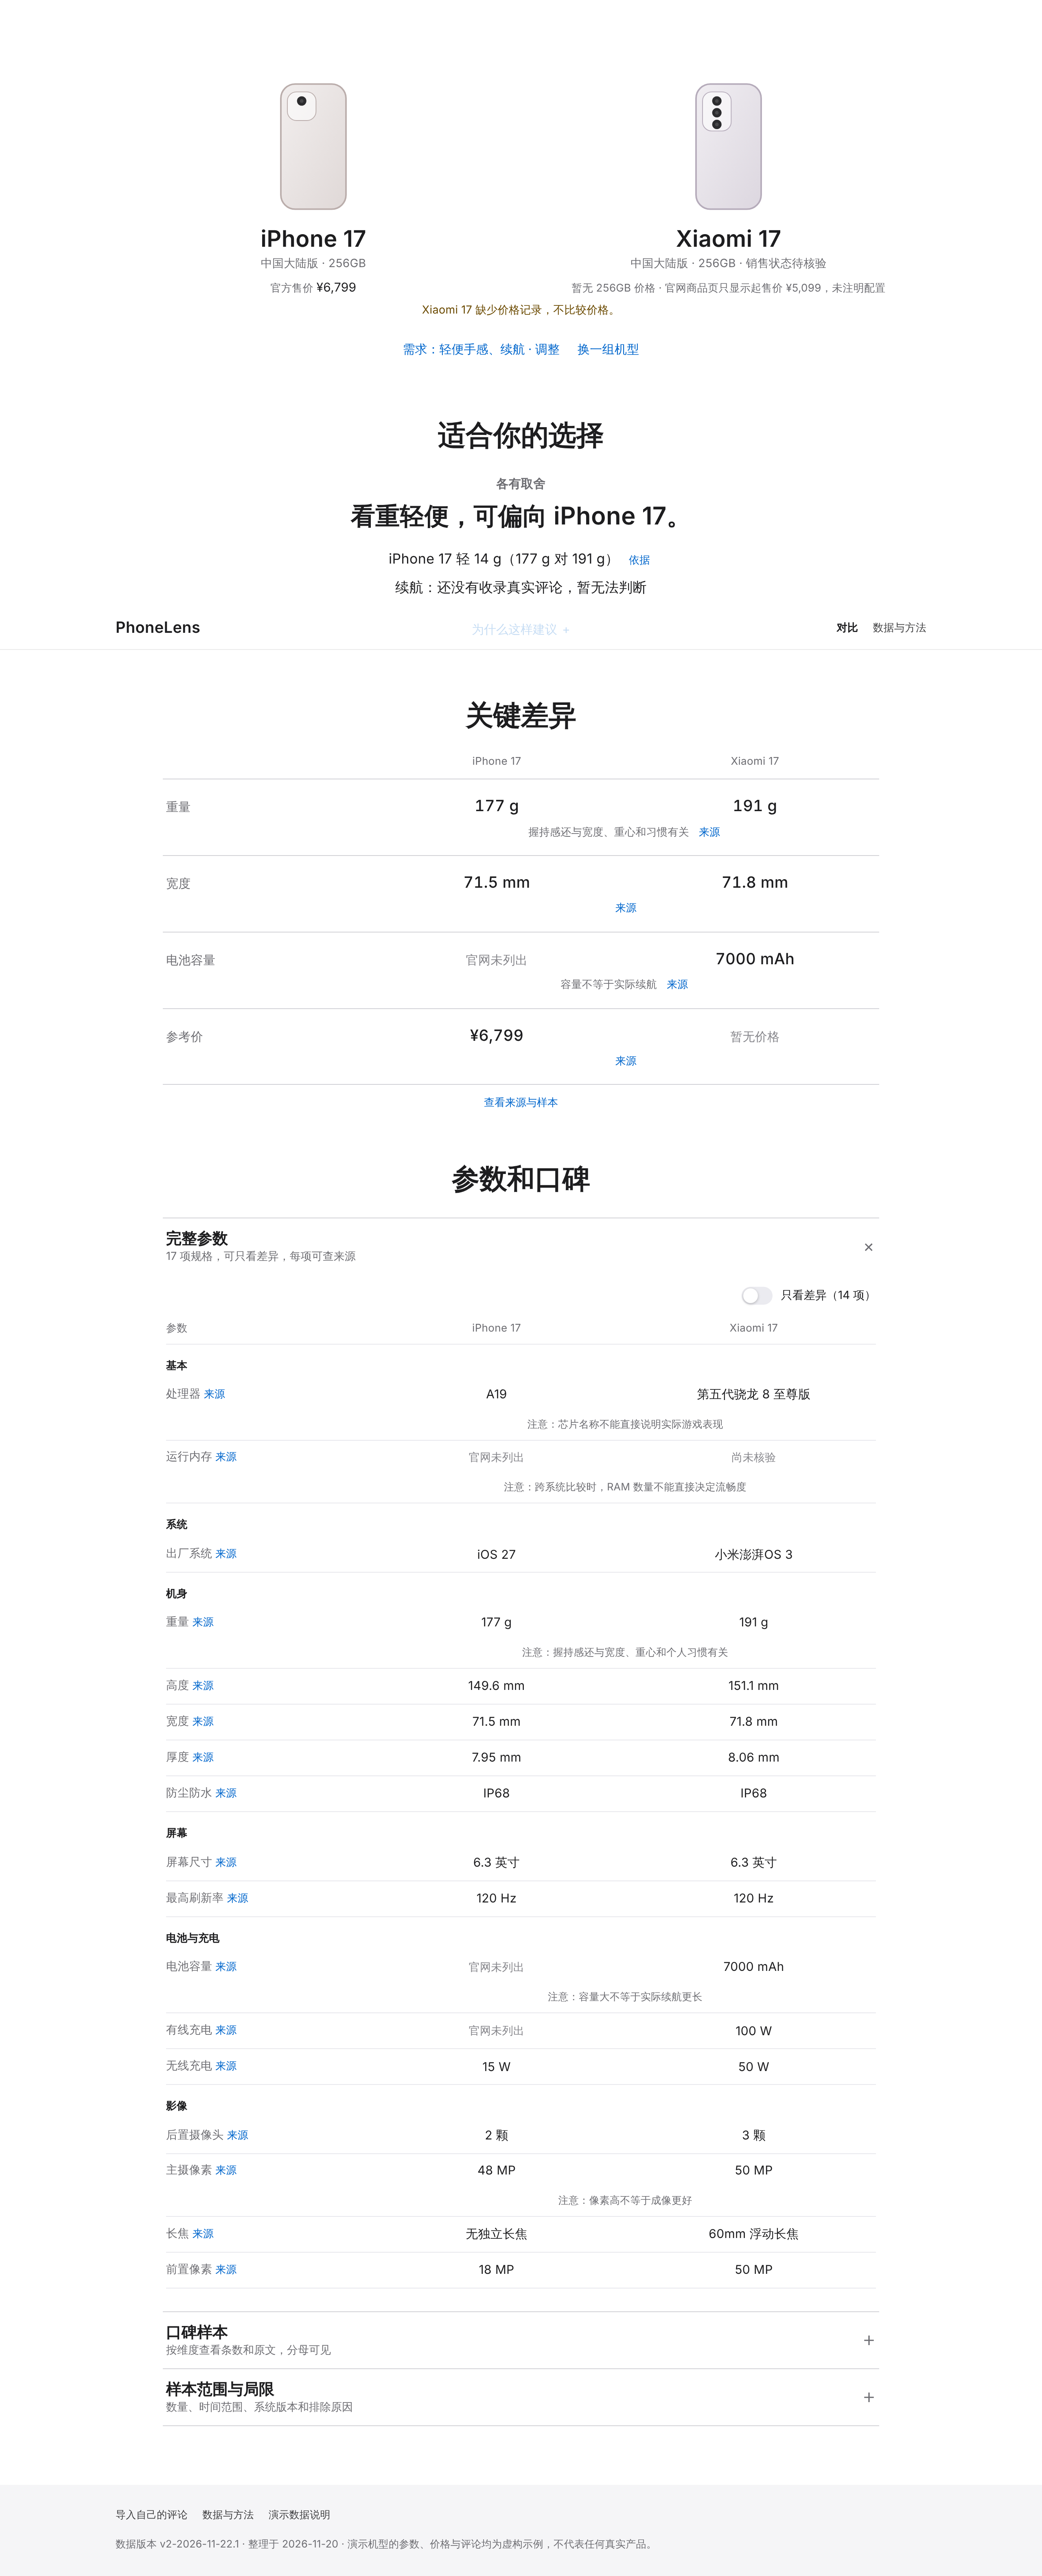 iPhone 17
Xiaomi 17
中国大陆版 · 256GB
中国大陆版 · 256GB · 销售状态待核验
官方售价 ¥6,799
暂无 256GB 价格 · 官网商品页只显示起售价 ¥5,099，未注明配置
Xiaomi 17 缺少价格记录，不比较价格。
需求：轻便手感、续航 · 调整 换一组机型
适合你的选择
各有取舍
看重轻便，可偏向 iPhone 17。
iPhone 17 轻 14 g（177 g 对 191 g） 依据
续航：还没有收录真实评论，暂无法判断
PhoneLens 为什么这样建议 + 对比 数据与方法
关键差异
iPhone 17 Xiaomi 17
重量 177 g 191 g
握持感还与宽度、重心和习惯有关 来源
宽度 71.5 mm 71.8 mm
来源
电池容量 官网未列出 7000 mAh
容量不等于实际续航 来源
参考价 ¥6,799 暂无价格
来源
查看来源与样本
参数和口碑
完整参数
17 项规格，可只看差异，每项可查来源
只看差异（14 项）
参数 iPhone 17 Xiaomi 17
基本
处理器 来源 A19 第五代骁龙 8 至尊版
注意：芯片名称不能直接说明实际游戏表现
运行内存 来源 官网未列出 尚未核验
注意：跨系统比较时，RAM 数量不能直接决定流畅度
系统
出厂系统 来源 iOS 27 小米澎湃OS 3
机身
重量 来源 177 g 191 g
注意：握持感还与宽度、重心和个人习惯有关
高度 来源 149.6 mm 151.1 mm
宽度 来源 71.5 mm 71.8 mm
厚度 来源 7.95 mm 8.06 mm
防尘防水 来源 IP68 IP68
屏幕
屏幕尺寸 来源 6.3 英寸 6.3 英寸
最高刷新率 来源 120 Hz 120 Hz
电池与充电
电池容量 来源 官网未列出 7000 mAh
注意：容量大不等于实际续航更长
有线充电 来源 官网未列出 100 W
无线充电 来源 15 W 50 W
影像
后置摄像头 来源 2 颗 3 颗
主摄像素 来源 48 MP 50 MP
注意：像素高不等于成像更好
长焦 来源 无独立长焦 60mm 浮动长焦
前置像素 来源 18 MP 50 MP
口碑样本
按维度查看条数和原文，分母可见
样本范围与局限
数量、时间范围、系统版本和排除原因
导入自己的评论 数据与方法 演示数据说明
数据版本 v2-2026-11-22.1 · 整理于 2026-11-20 · 演示机型的参数、价格与评论均为虚构示例，不代表任何真实产品。